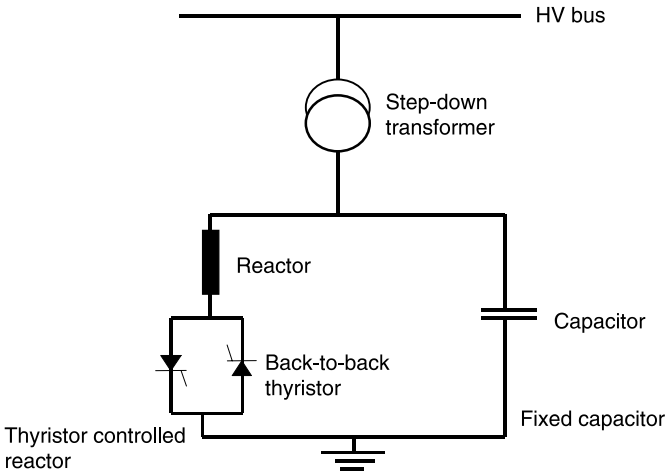 HV bus
Step-down
transformer
Reactor
Capacitor
Back-to-back
thyristor
Fixed capacitor
Thyristor controlled
reactor